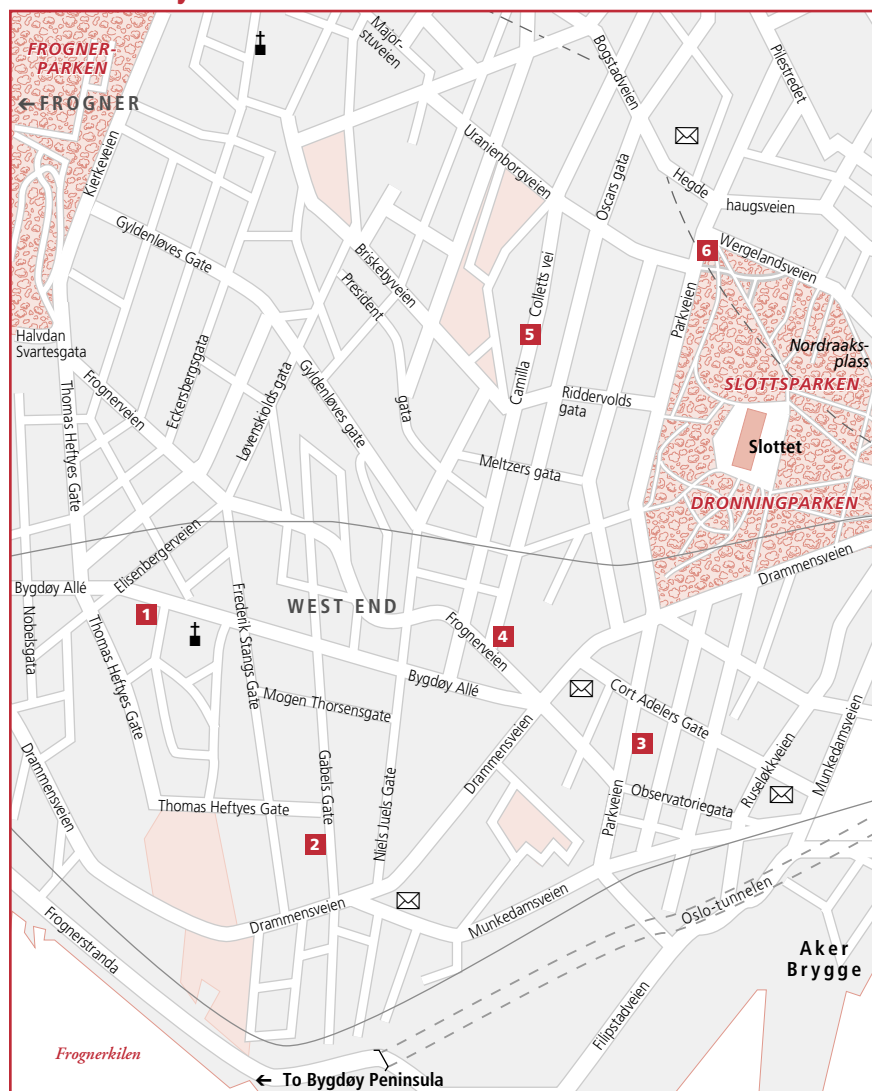 FROGNER-
PARKEN
←FROGNER
Major-
stuveien
Bogstadveien
Pilestredet
Kierkeveien
Uranienborgveien
Oscars gata
Hegde
haugsveien
Gyldenløves Gate
Briskebyveien
President
gata
Colletts vei
Camilla
6
Wergelandsveien
Parkveien
Nordraaks-
plass
SLOTTSPARKEN
5
Halvdan
Svartesgata
Frognerveien
Eckersbergsgata
Løvenskiolds gata
Gyldenløves gate
Riddervolds
gata
Slottet
Thomas Heftyes Gate
Meltzers gata
DRONNINGPARKEN
Elisenbergerveien
Drammensveien
Bygdøy Allé
Nobelsgata
1
Thomas Heftyes Gate
Frederik Stangs Gate
WEST END
Frognerveien
4
Bygdøy Allé
Mogen Thorsensgate
Cort Adelers Gate
3
Drammensveien
Drammensveien
Gabels Gate
Niels Juels Gate
Parkveien
Observatoriegata
Ruseløkkveien
Munkedamsveien
Thomas Heftyes Gate
2
Drammensveien
Munkedamsveien
Oslo-tunnelen
Frognerstranda
Filipstadveien
Aker
Brygge
Frognerkilen
← To Bygdøy Peninsula